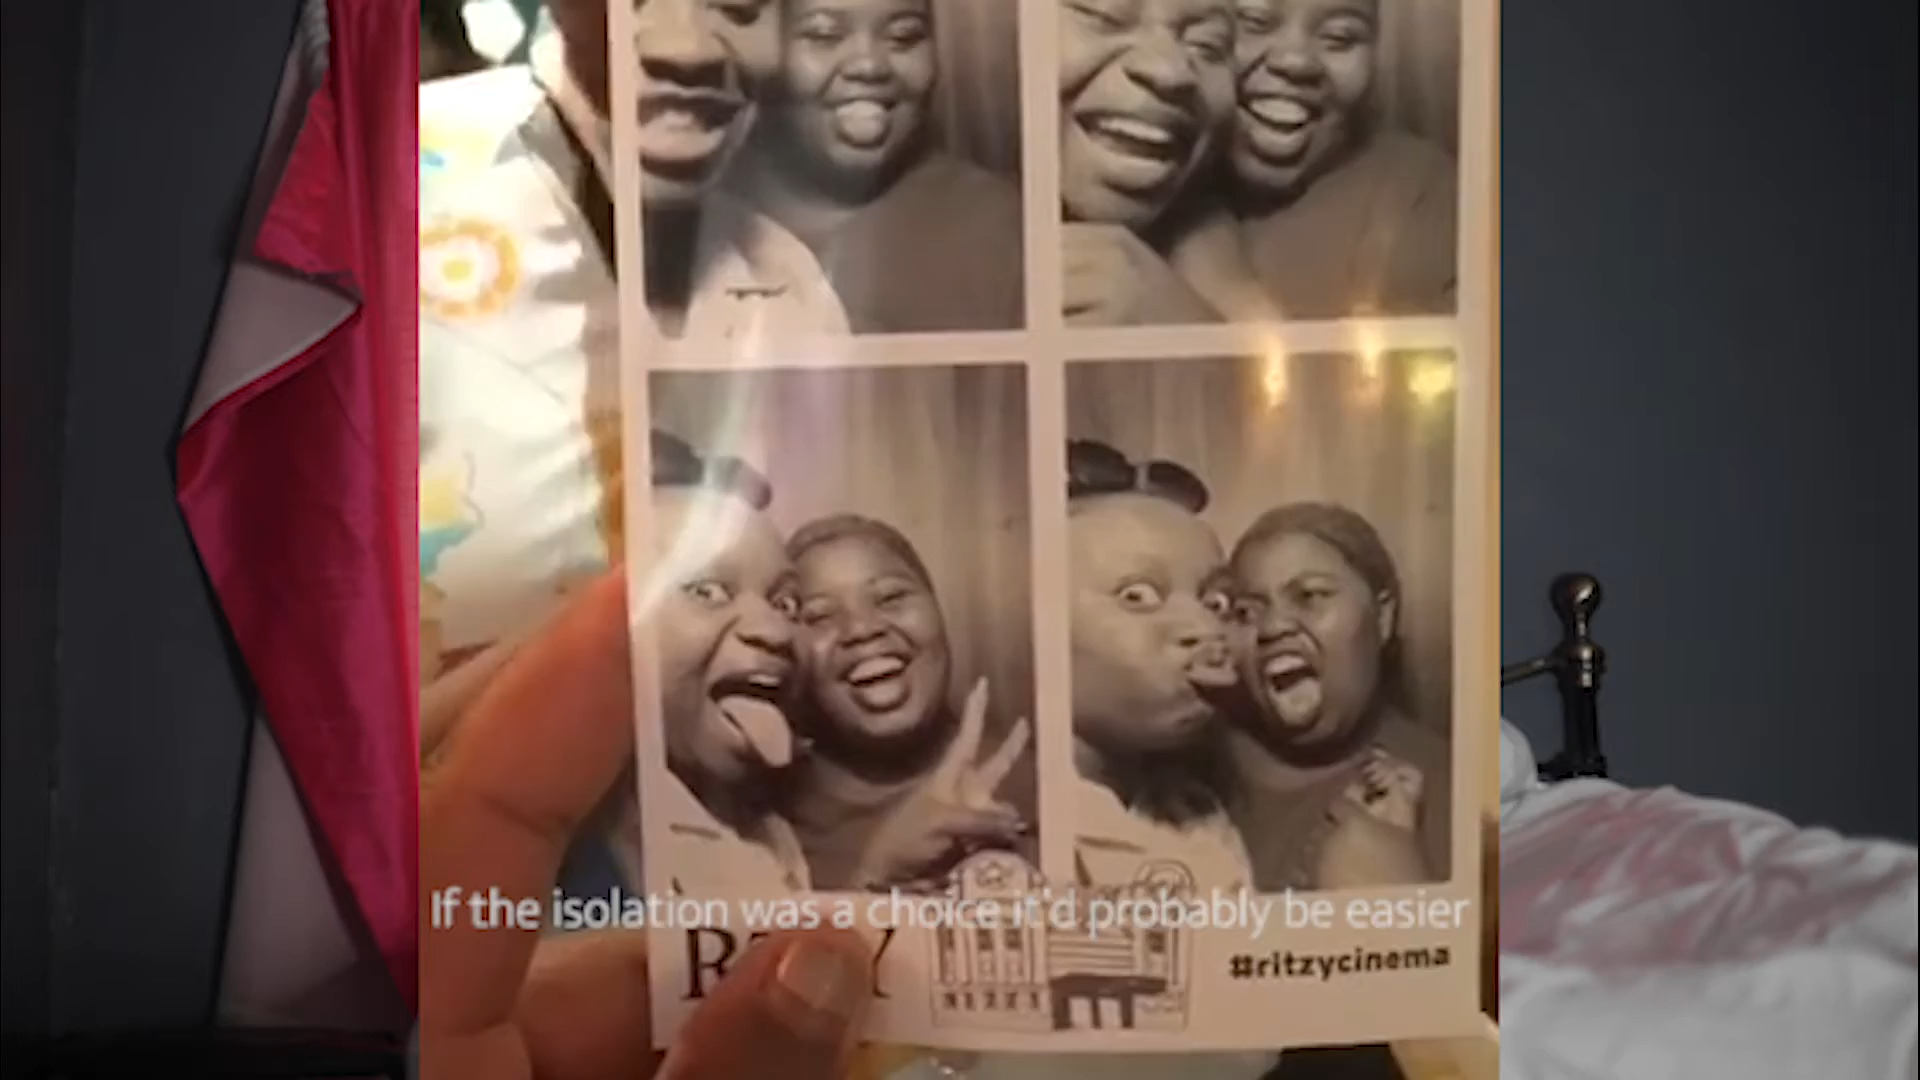 If the isolation was a choice it'd probably be easier
#ritzycinema